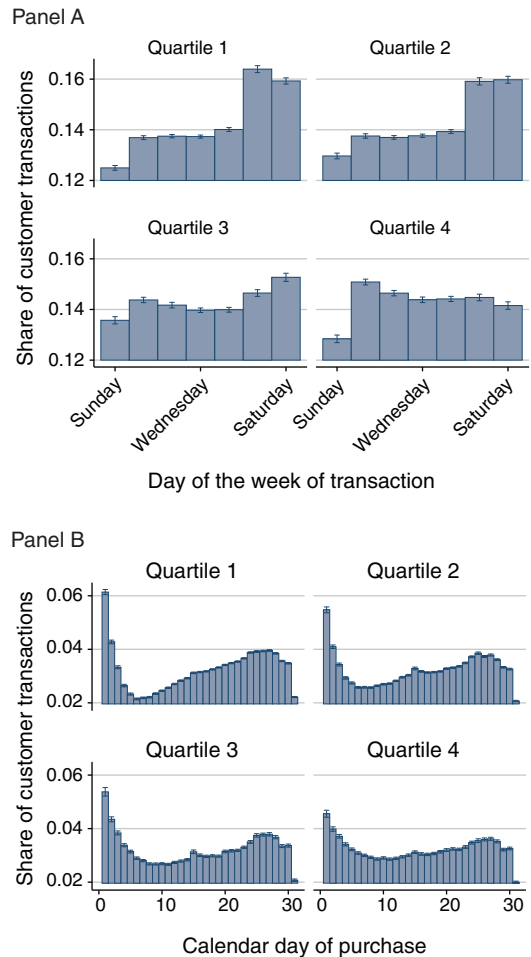 Panel A
Quartile 1
Quartile 2
0.16
0.14
0.12
Quartile 3
Quartile 4
0.16
0.14
0.12
Share of customer transactions
Sunday
Wednesday
Saturday
Sunday
Wednesday
Saturday
Day of the week of transaction
Panel B
Quartile 1
Quartile 2
0.06
0.04
0.02
Quartile 3
Quartile 4
0.06
0.04
0.02
Share of customer transactions
0 10 20 30 0 10 20 30
Calendar day of purchase